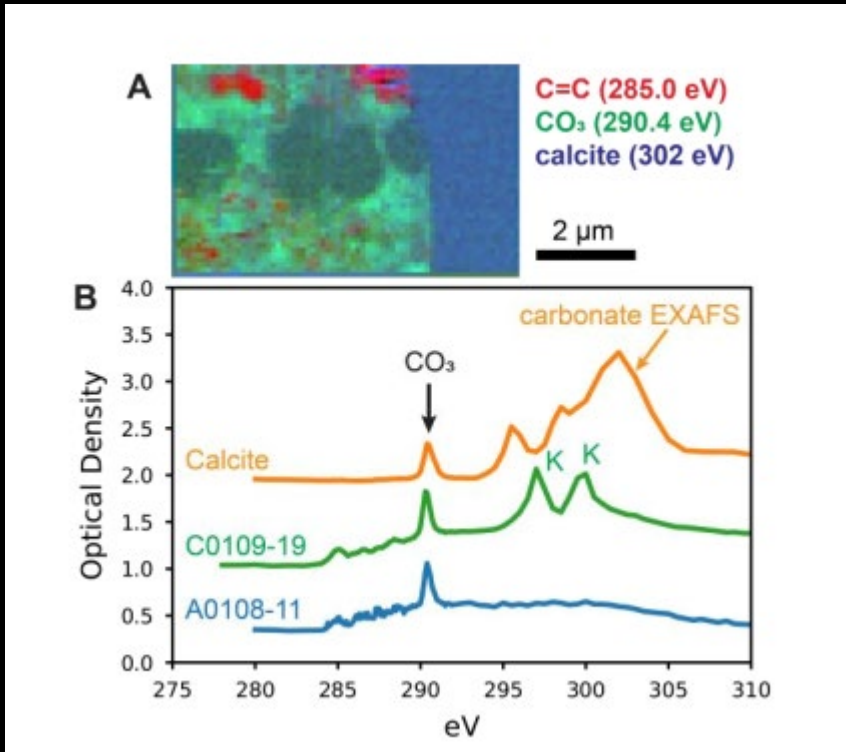 A
C=C (285.0 eV)
CO₃ (290.4 eV)
calcite (302 eV)
2 µm
B
4.0
3.5
3.0
2.5
2.0
1.5
1.0
0.5
0.0
Optical Density
carbonate EXAFS
CO₃
Calcite
K K
C0109-19
A0108-11
275 280 285 290 295 300 305 310
eV